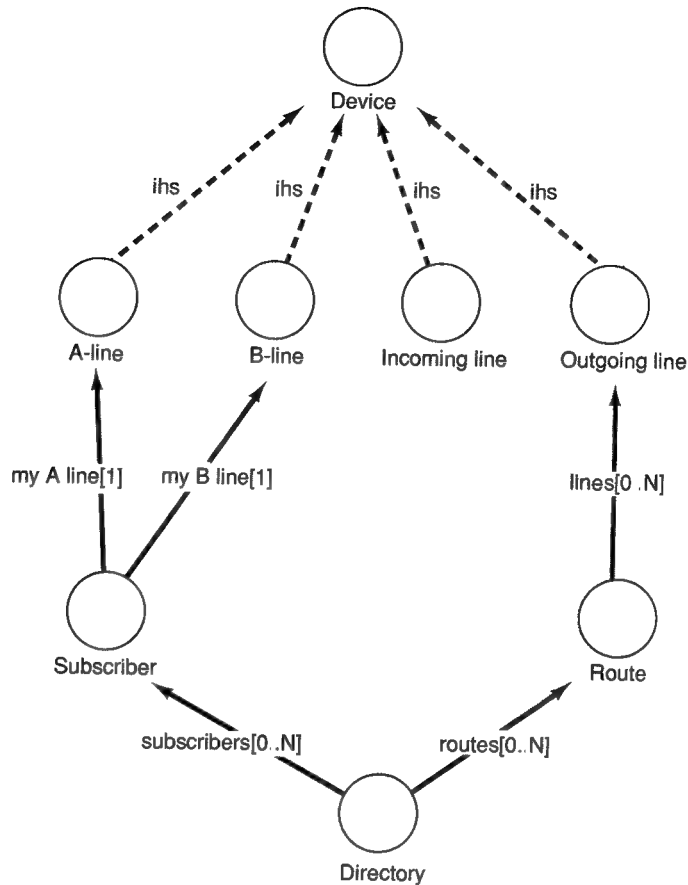 Device
ihs
ihs
ihs
ihs
A-line
B-line
Incoming line
Outgoing line
my A line[1]
my B line[1]
lines[0..N]
Subscriber
Route
subscribers[0..N]
routes[0..N]
Directory